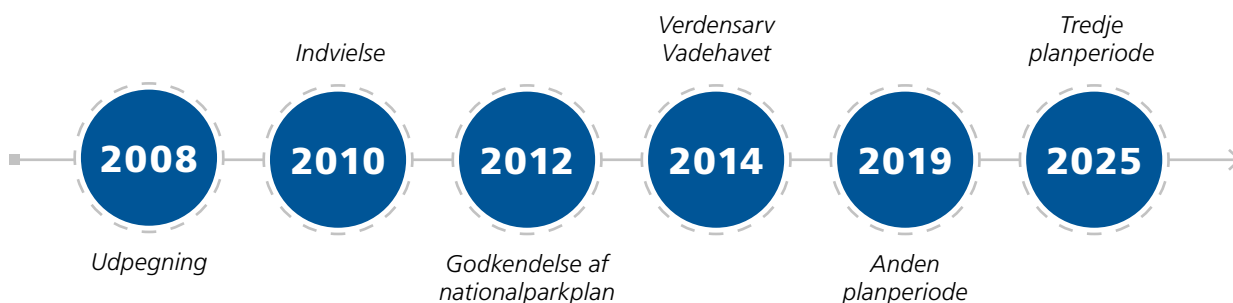 2008
Udpegning
Indvielse
2010
2012
Godkendelse af
nationalparkplan
Verdensarv
Vadehavet
2014
2019
Anden
planperiode
Tredje
planperiode
2025